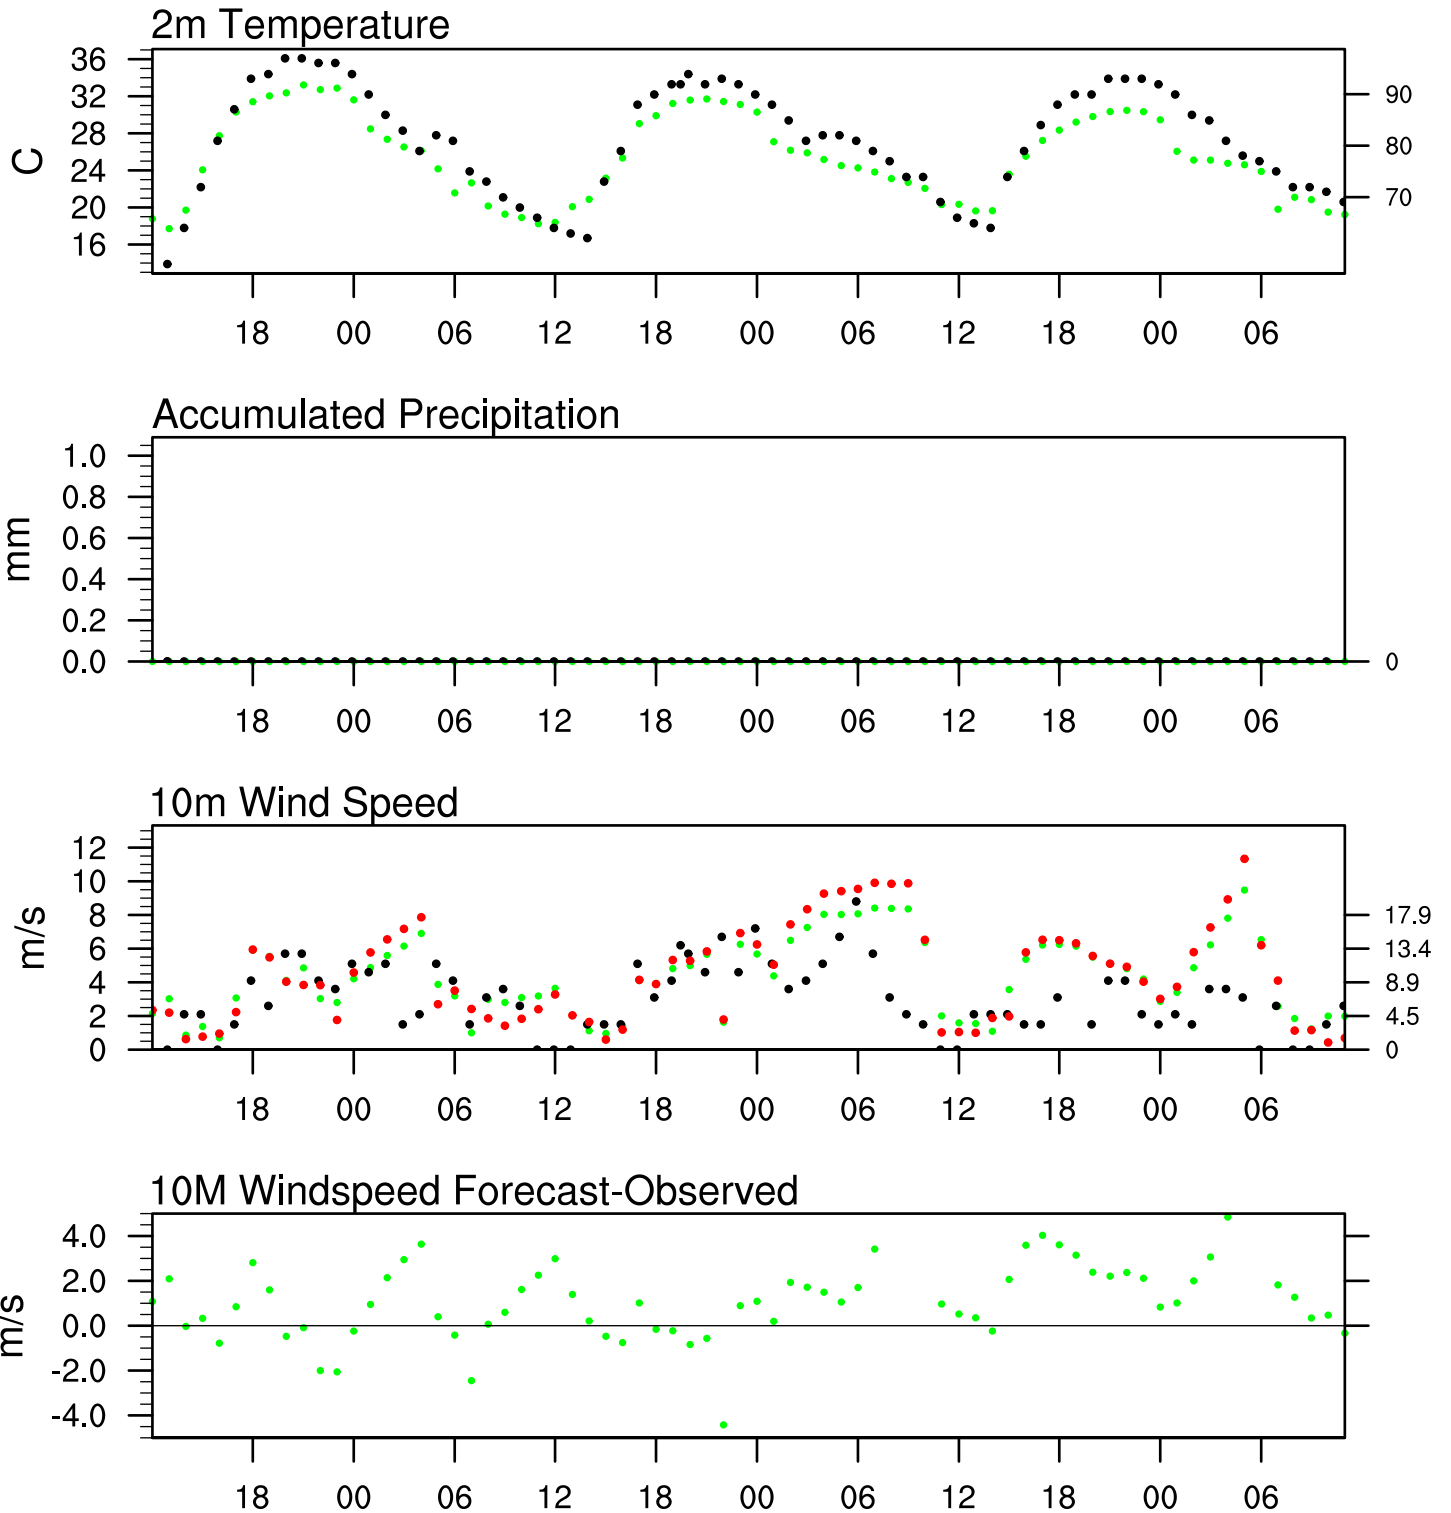 2m Temperature
36
32
28
24
20
16
C
90
80
70
18 00 06 12 18 00 06 12 18 00 06
Accumulated Precipitation
1.0
0.8
0.6
0.4
0.2
0.0
mm
0
18 00 06 12 18 00 06 12 18 00 06
10m Wind Speed
12
10
8
6
4
2
0
m/s
17.9
13.4
8.9
4.5
0
18 00 06 12 18 00 06 12 18 00 06
10M Windspeed Forecast-Observed
4.0
2.0
0.0
-2.0
-4.0
m/s
18 00 06 12 18 00 06 12 18 00 06